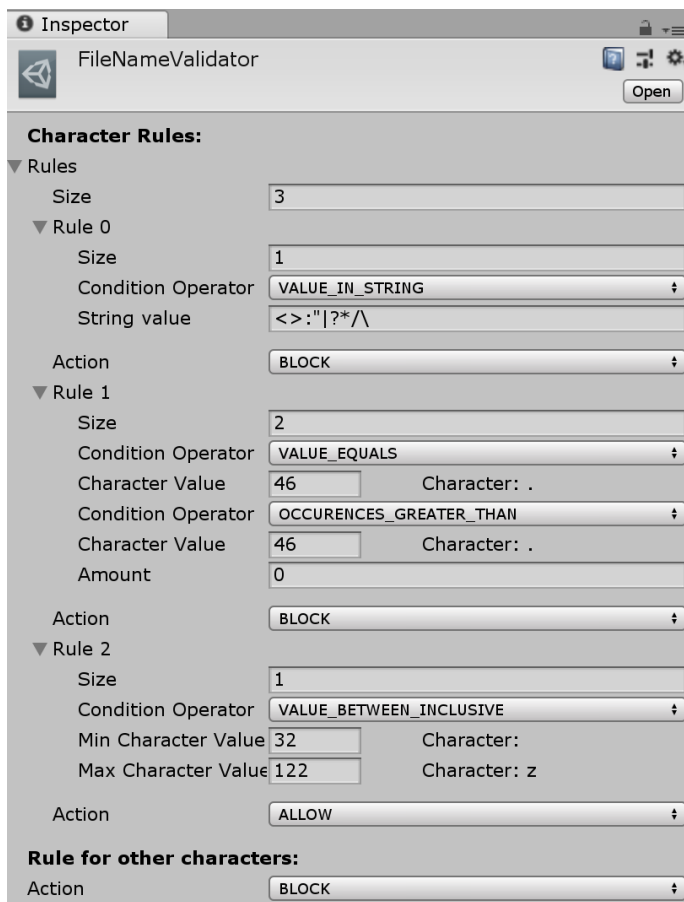 Inspector
FileNameValidator
Open
Character Rules:
Rules
Size 3
Rule 0
Size 1
Condition Operator VALUE_IN_STRING
String value <>:"|?*/\
Action BLOCK
Rule 1
Size 2
Condition Operator VALUE_EQUALS
Character Value 46 Character: .
Condition Operator OCCURENCES_GREATER_THAN
Character Value 46 Character: .
Amount 0
Action BLOCK
Rule 2
Size 1
Condition Operator VALUE_BETWEEN_INCLUSIVE
Min Character Value 32 Character:
Max Character Value 122 Character: z
Action ALLOW
Rule for other characters:
Action BLOCK